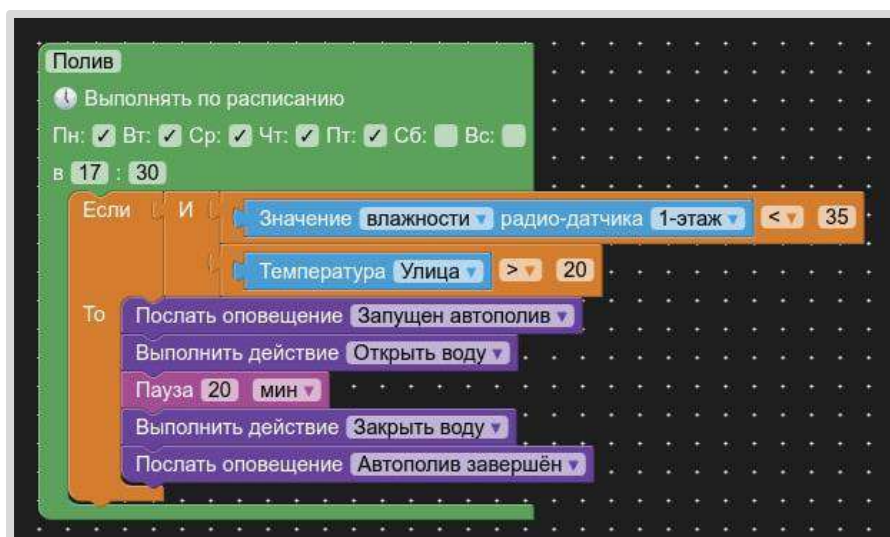 Полив
Выполнять по расписанию
Пн: Вт: Ср: Чт: Пт: Сб: Вс:
в 17 : 30
Если И Значение влажности радио-датчика 1-этаж < 35
Температура Улица > 20
То Послать оповещение Запущен автополив
Выполнить действие Открыть воду
Пауза 20 мин
Выполнить действие Закрыть воду
Послать оповещение Автополив завершён